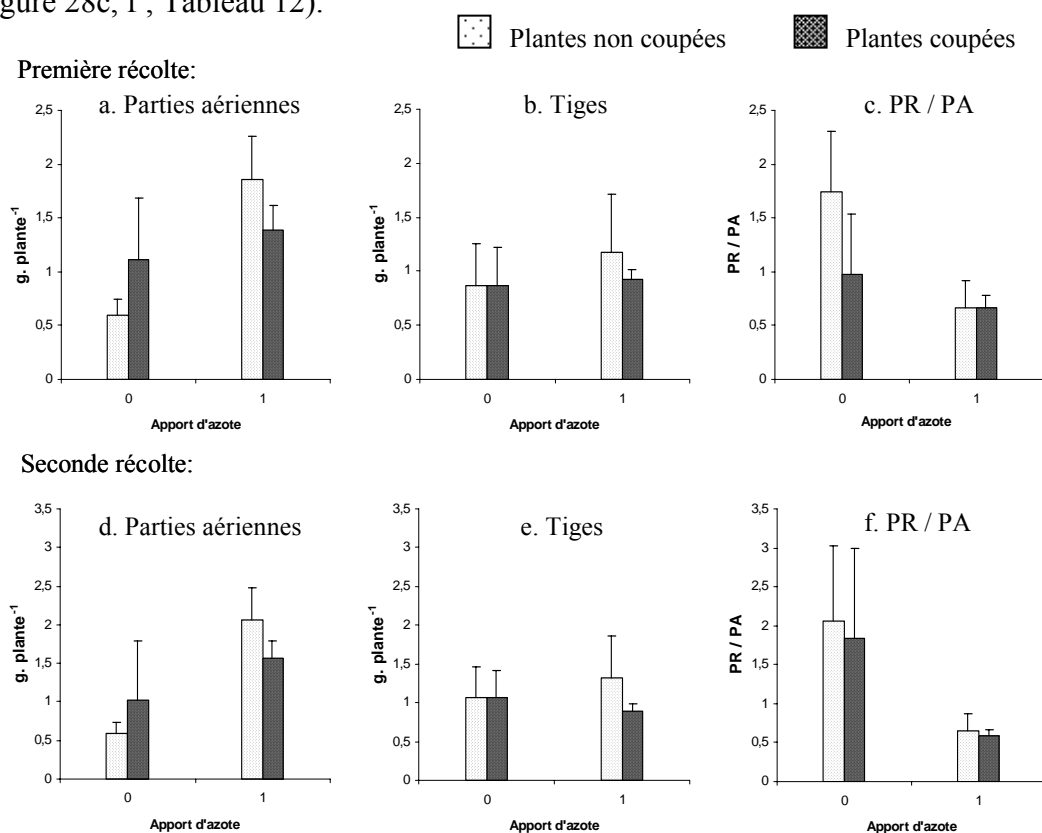 gure 28c, f ; Tableau 12).
Plantes non coupées Plantes coupées
Première récolte:
a. Parties aériennes
g. plante-1
2,5
2
1,5
1
0,5
0
0 1
Apport d'azote
b. Tiges
g. plante-1
2,5
2
1,5
1
0,5
0
0 1
Apport d'azote
c. PR / PA
PR / PA
2,5
2
1,5
1
0,5
0
0 1
Apport d'azote
Seconde récolte:
d. Parties aériennes
g. plante-1
3,5
3
2,5
2
1,5
1
0,5
0
0 1
Apport d'azote
e. Tiges
g. plante-1
3,5
3
2,5
2
1,5
1
0,5
0
0 1
Apport d'azote
f. PR / PA
PR / PA
3,5
3
2,5
2
1,5
1
0,5
0
0 1
Apport d'azote